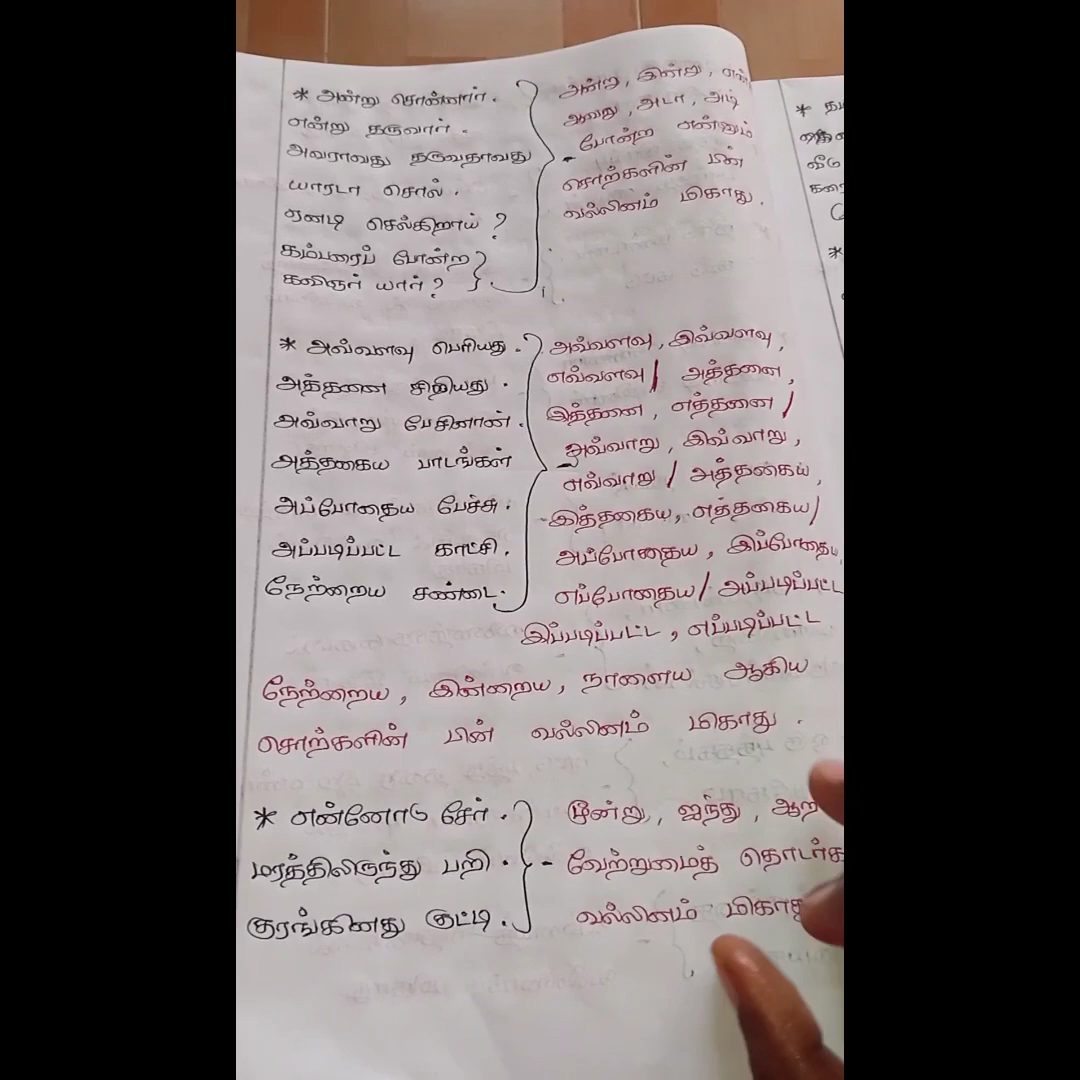 * அன்று சொன்னார்.
என்று தருவார்.
அவராவது தருவதாவது
யாரடா சொல்.
ஏனடி செல்கிறாய் ?
கம்பரைப் போன்ற
கவிஞர் யார் ?
அன்று, இன்று,
ஆவது, அடா, அடி
போன்ற என்னும்
சொற்களின் பின்
வல்லினம் மிகாது.
* அவ்வளவு பெரியது.
அத்தனை சிறியது.
அவ்வாறு பேசினான்.
அத்தகைய பாடங்கள்
அப்போதைய பேச்சு.
அப்படிப்பட்ட காட்சி.
நேற்றைய சண்டை.
அவ்வளவு, இவ்வளவு,
எவ்வளவு / அத்தனை,
இத்தனை, எத்தனை /
அவ்வாறு, இவ்வாறு,
எவ்வாறு / அத்தகைய,
இத்தகைய, எத்தகைய /
அப்போதைய, இப்போதைய,
எப்போதைய / அப்படிப்பட்ட
இப்படிப்பட்ட, எப்படிப்பட்ட
நேற்றைய, இன்றைய, நாளைய ஆகிய
சொற்களின் பின் வல்லினம் மிகாது.
* என்னோடு சேர்.
மரத்திலிருந்து பறி.
குரங்கினது குட்டி.
மூன்று, ஐந்து,
- வேற்றுமைத்
வல்லினம்